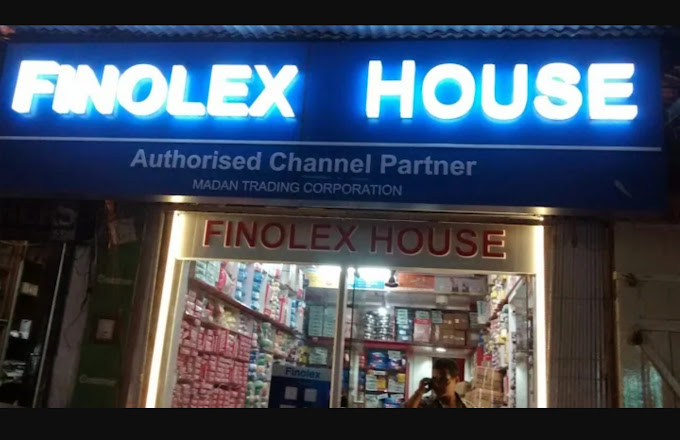 FINOLEX HOUSE
Authorised Channel Partner
MADAN TRADING CORPORATION
FINOLEX HOUSE
Finolex